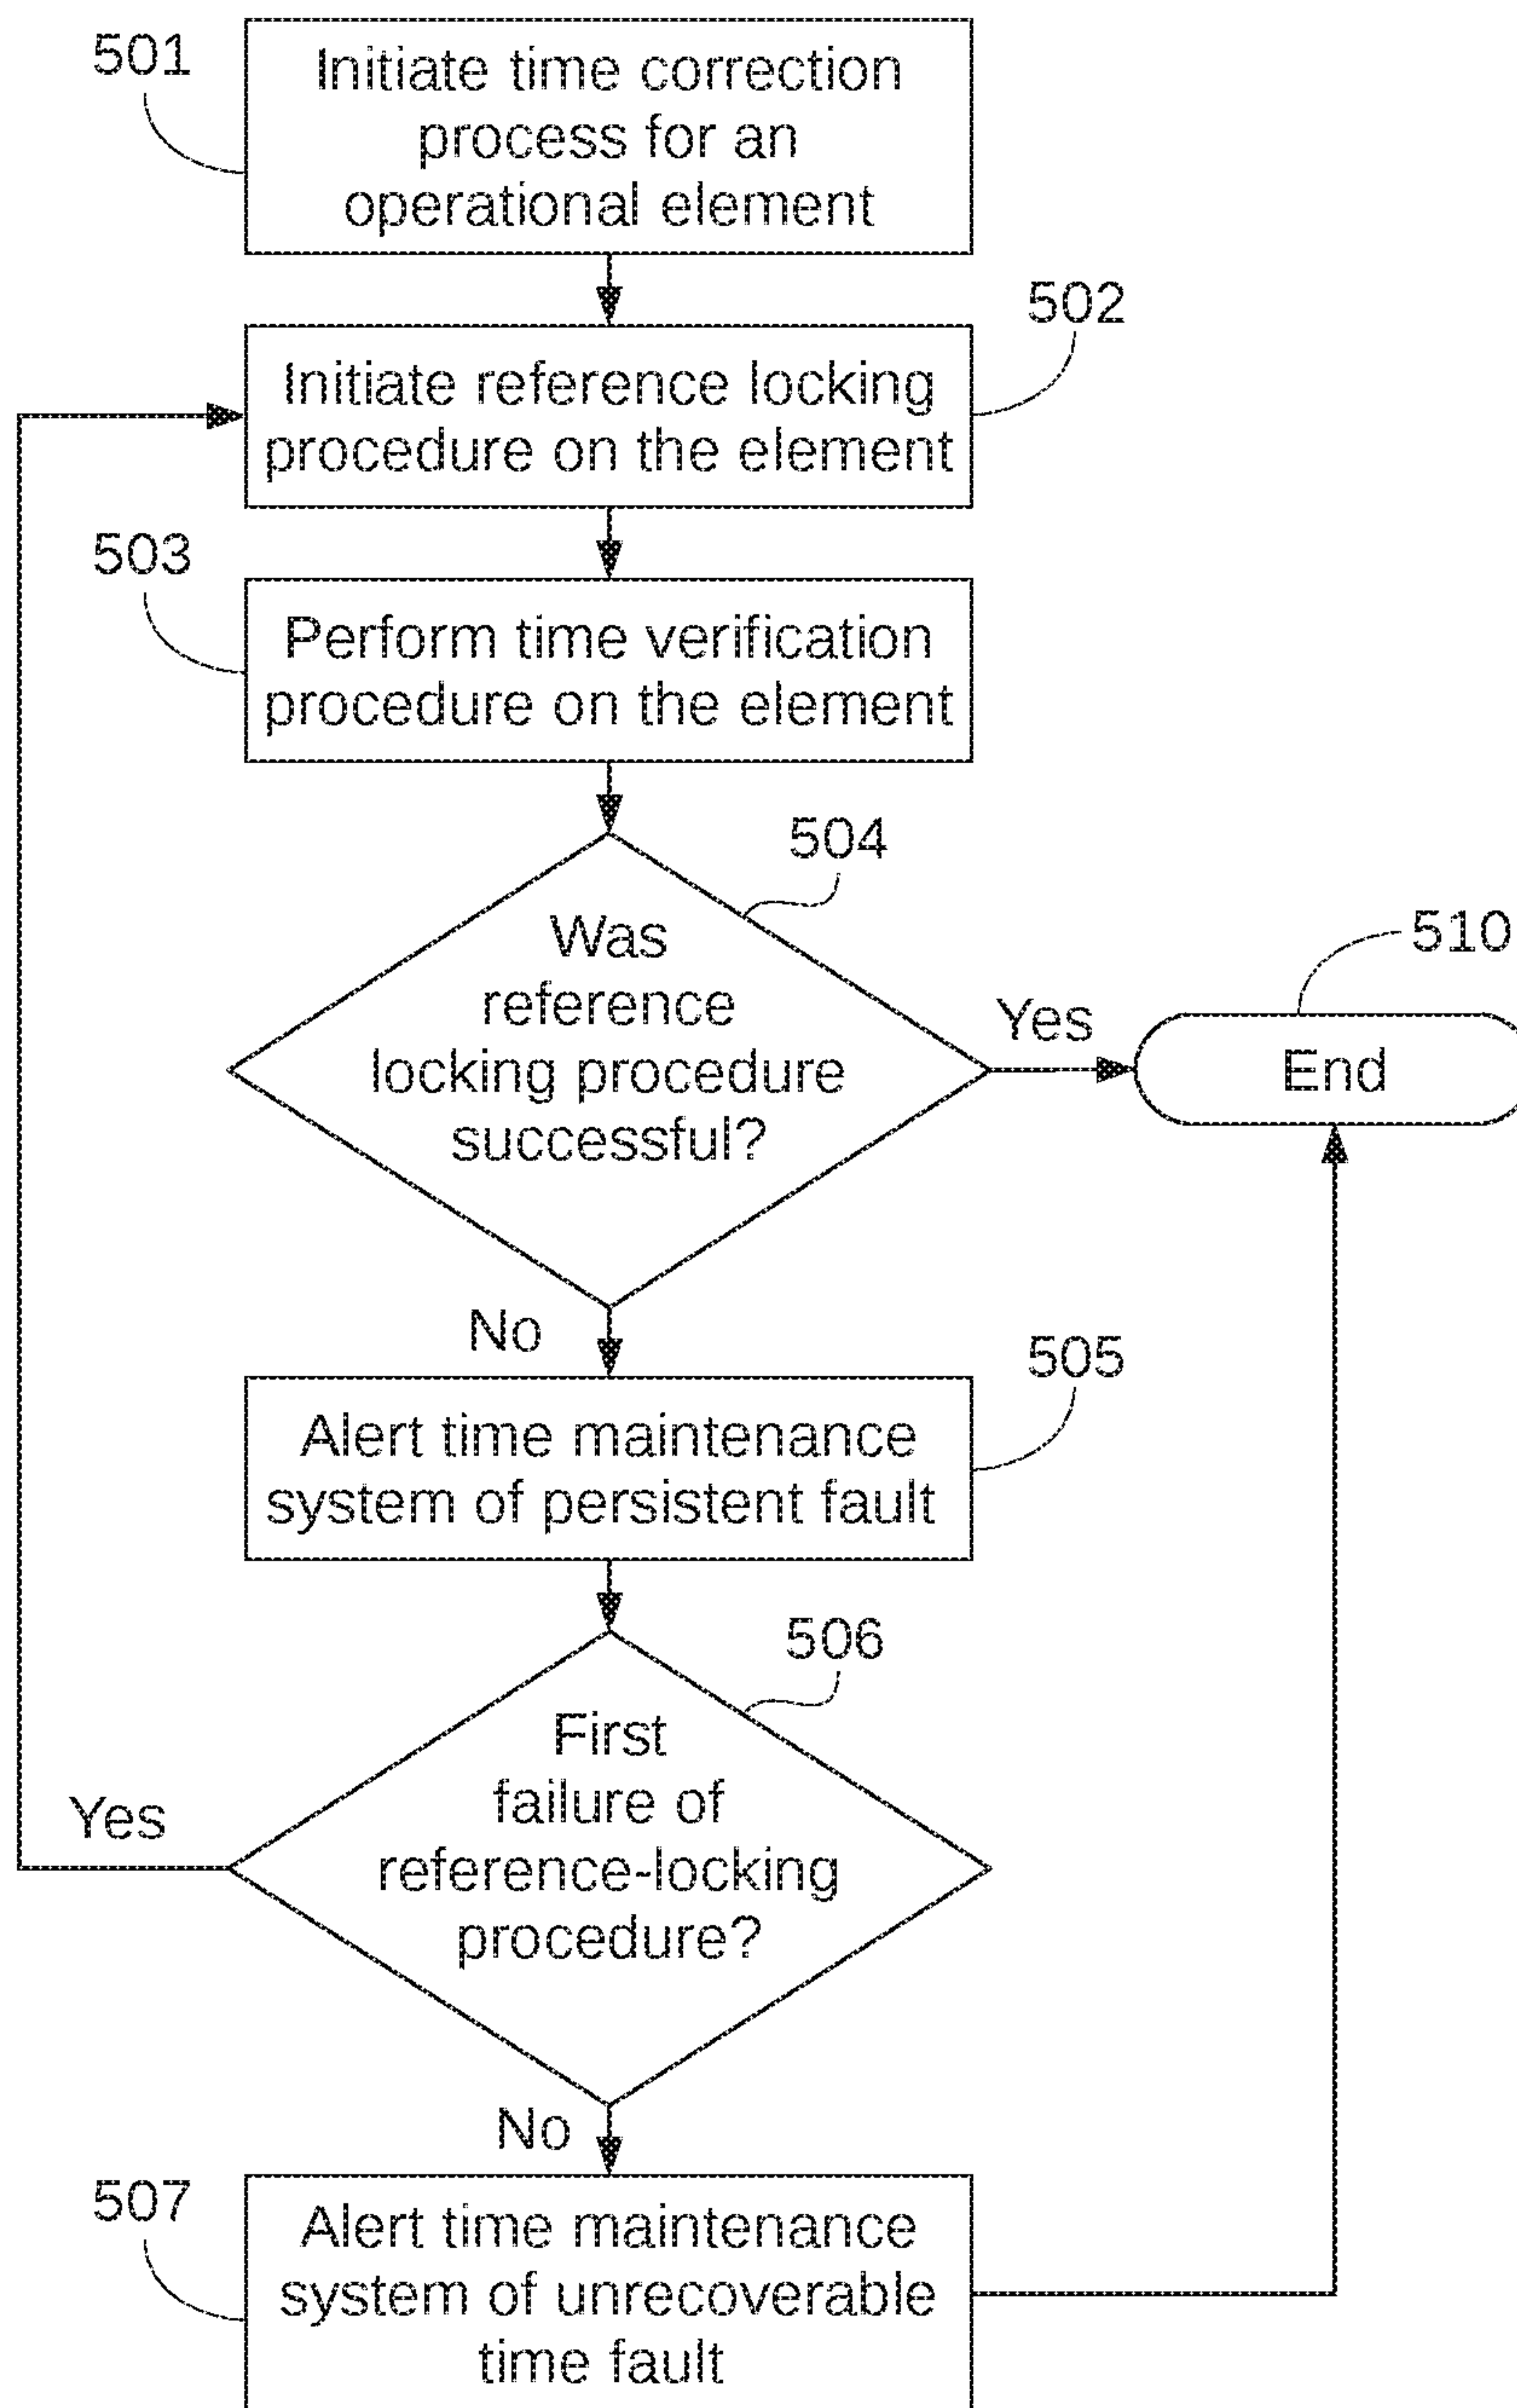 501
Initiate time correction
process for an
operational element
502
Initiate reference locking
procedure on the element
503
Perform time verification
procedure on the element
504
Was
reference
locking procedure
successful?
Yes
510
End
No
505
Alert time maintenance
system of persistent fault
506
First
failure of
reference-locking
procedure?
Yes
No
507
Alert time maintenance
system of unrecoverable
time fault